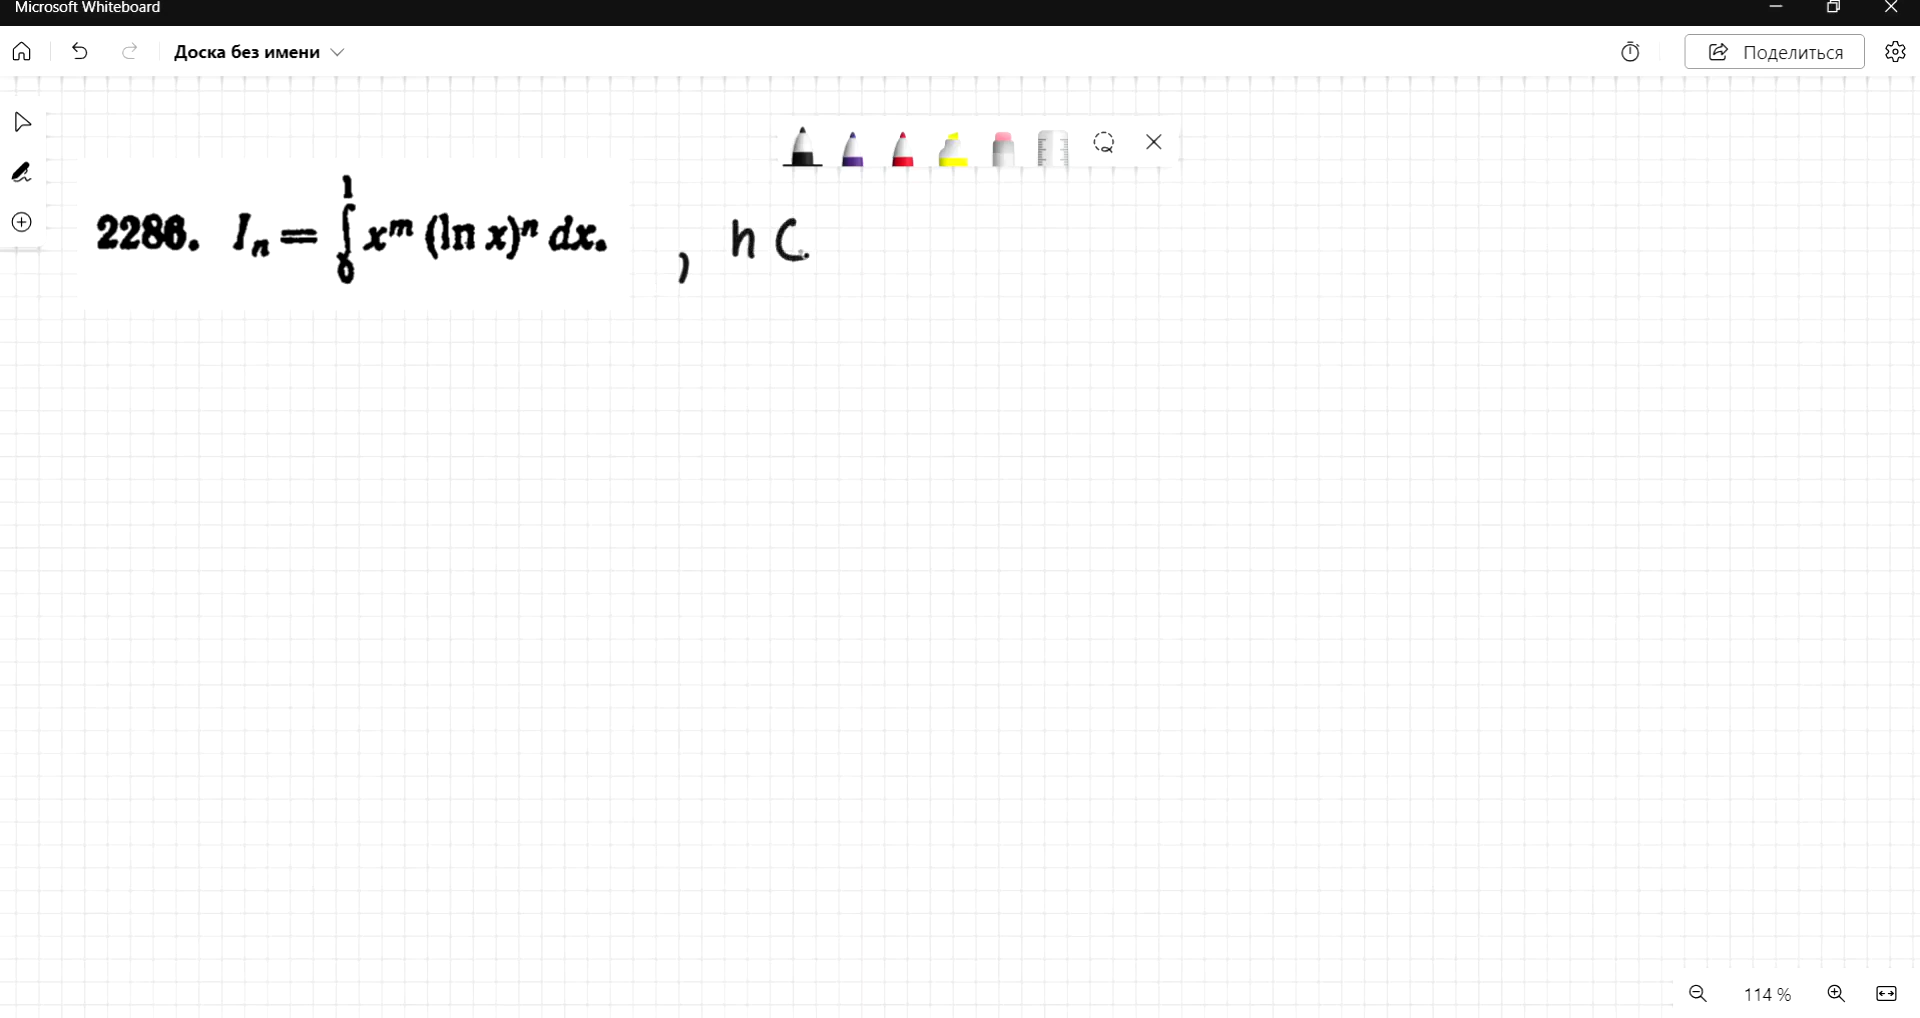 Microsoft Whiteboard
Доска без имени
Поделиться
2286. Iₙ = ∫₀¹ xᵐ (ln x)ⁿ dx. , n C
114 %